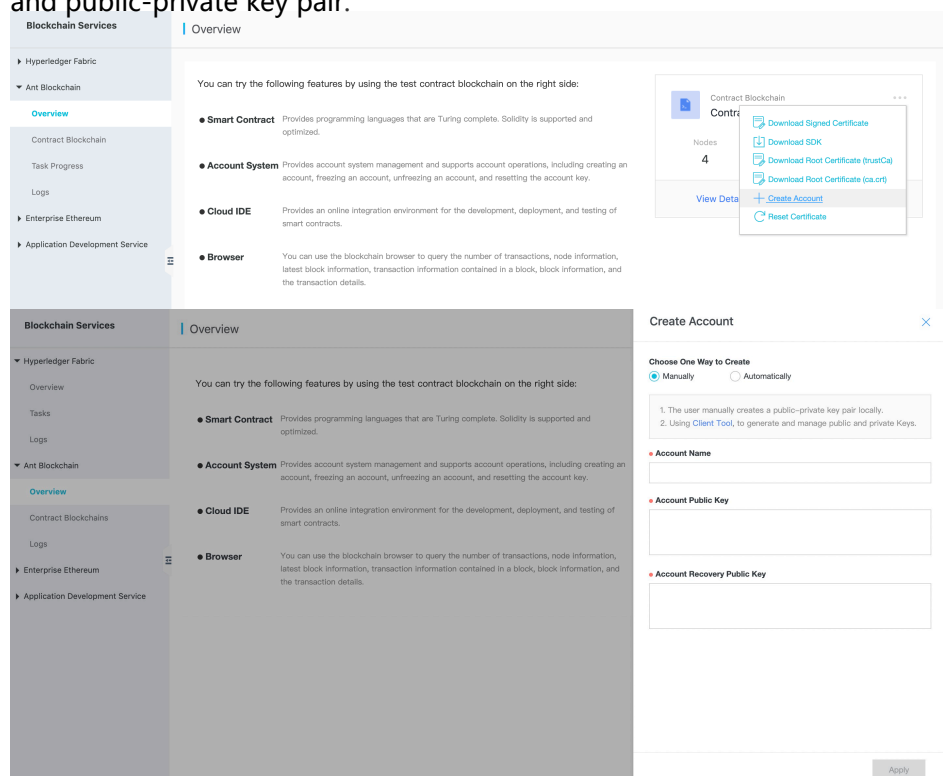 and public-private key pair.
Blockchain Services
Overview
Hyperledger Fabric
Ant Blockchain
Overview
Contract Blockchain
Task Progress
Logs
Enterprise Ethereum
Application Development Service
You can try the following features by using the test contract blockchain on the right side:
Smart Contract Provides programming languages that are Turing complete. Solidity is supported and
optimized.
Account System Provides account system management and supports account operations, including creating an
account, freezing an account, unfreezing an account, and resetting the account key.
Cloud IDE Provides an online integration environment for the development, deployment, and testing of
smart contracts.
Browser You can use the blockchain browser to query the number of transactions, node information,
latest block information, transaction information contained in a block, block information, and
the transaction details.
Contract Blockchain
Contra
Nodes
4
View Deta
Download Signed Certificate
Download SDK
Download Root Certificate (trustCa)
Download Root Certificate (ca.crt)
Create Account
Reset Certificate
Blockchain Services
Overview
Hyperledger Fabric
Overview
Tasks
Logs
Ant Blockchain
Overview
Contract Blockchains
Logs
Enterprise Ethereum
Application Development Service
You can try the following features by using the test contract blockchain on the right side:
Smart Contract Provides programming languages that are Turing complete. Solidity is supported and
optimized.
Account System Provides account system management and supports account operations, including creating an
account, freezing an account, unfreezing an account, and resetting the account key.
Cloud IDE Provides an online integration environment for the development, deployment, and testing of
smart contracts.
Browser You can use the blockchain browser to query the number of transactions, node information,
latest block information, transaction information contained in a block, block information, and
the transaction details.
Create Account
Choose One Way to Create
Manually Automatically
1. The user manually creates a public-private key pair locally.
2. Using Client Tool, to generate and manage public and private Keys.
Account Name
Account Public Key
Account Recovery Public Key
Apply